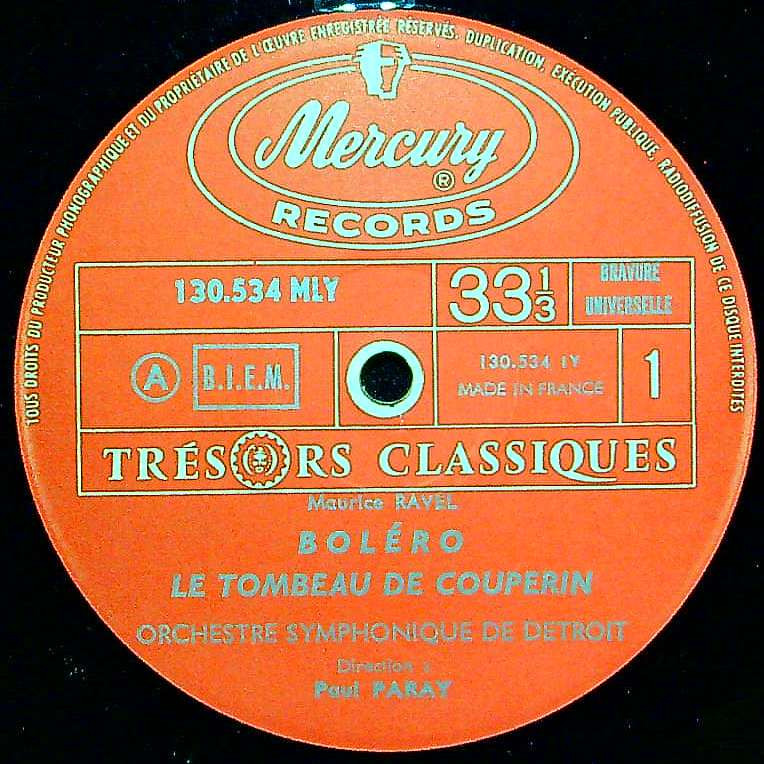 TOUS DROITS DU PRODUCTEUR PHONOGRAPHIQUE ET DU PROPRIÉTAIRE DE L'ŒUVRE ENREGISTRÉE RÉSERVÉS. DUPLICATION, EXÉCUTION PUBLIQUE, RADIODIFFUSION DE CE DISQUE INTERDITES
Mercury
®
RECORDS
130.534 MLY
33 1/3
GRAVURE
UNIVERSELLE
A
B.I.E.M.
130.534 1Y
MADE IN FRANCE
1
TRÉSORS CLASSIQUES
Maurice RAVEL
BOLÉRO
LE TOMBEAU DE COUPERIN
ORCHESTRE SYMPHONIQUE DE DETROIT
Direction :
Paul PARAY